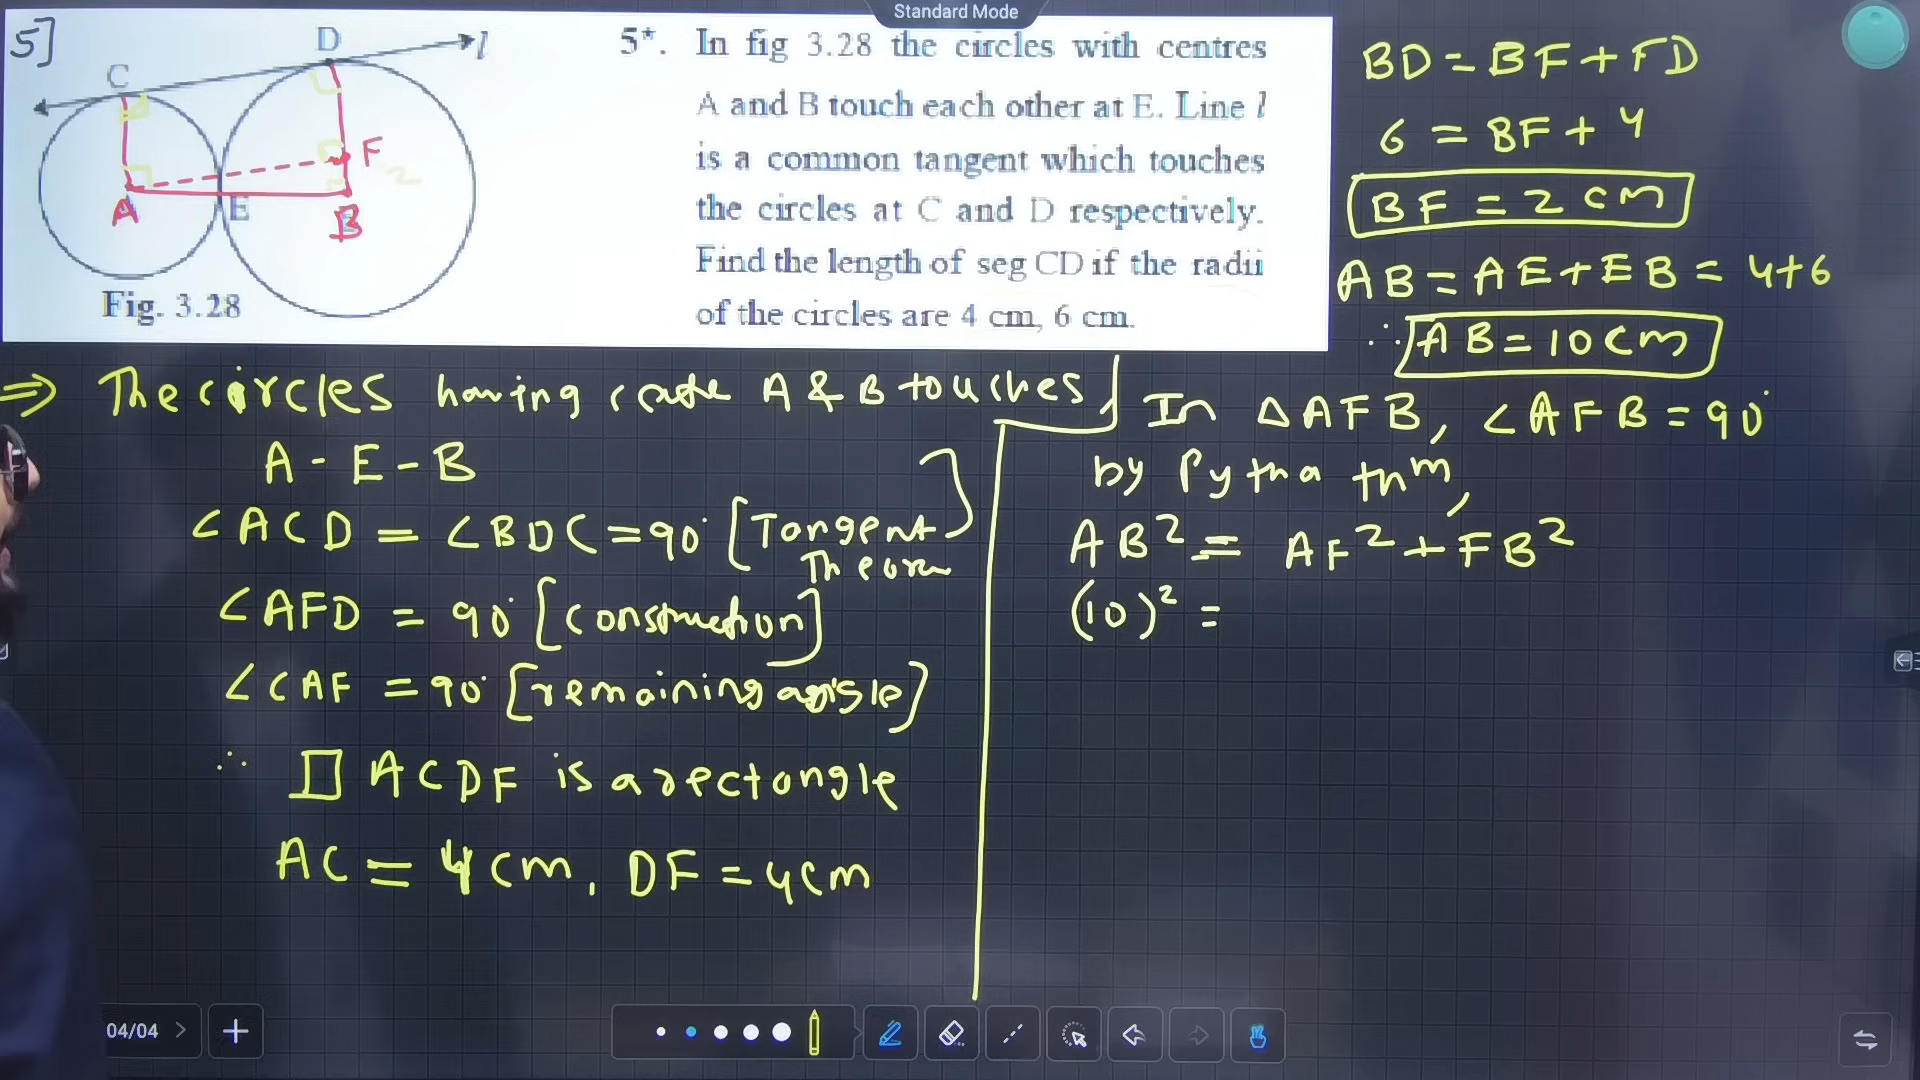 Standard Mode
5]
C
D
l
F
A
E
B
2
Fig. 3.28
5*. In fig 3.28 the circles with centres
A and B touch each other at E. Line l
is a common tangent which touches
the circles at C and D respectively.
Find the length of seg CD if the radii
of the circles are 4 cm, 6 cm.
BD = BF + FD
6 = BF + 4
BF = 2 cm
AB = AE + EB = 4+6
∴ AB = 10 cm
⇒ The circles having A & B touches
A - E - B
∠ACD = ∠BDC = 90° [Tangent
∠AFD = 90° [construction]
∠CAF = 90° [remaining]
∴ □ ACDF is a rectangle
AC = 4 cm, DF = 4 cm
In △AFB, ∠AFB = 90°
by Pytha thm,
AB² = AF² + FB²
(10)² =
04/04 >